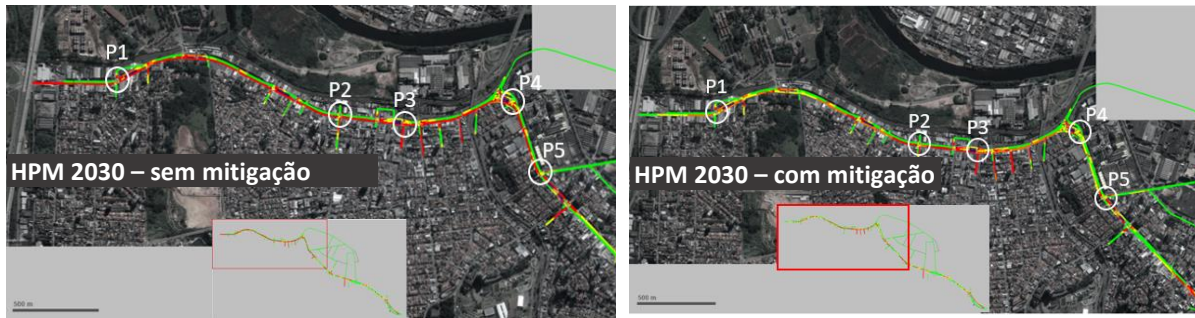 P1
P2
P3
P4
P5
HPM 2030 – sem mitigação
500 m
P1
P2
P3
P4
P5
HPM 2030 – com mitigação
500 m